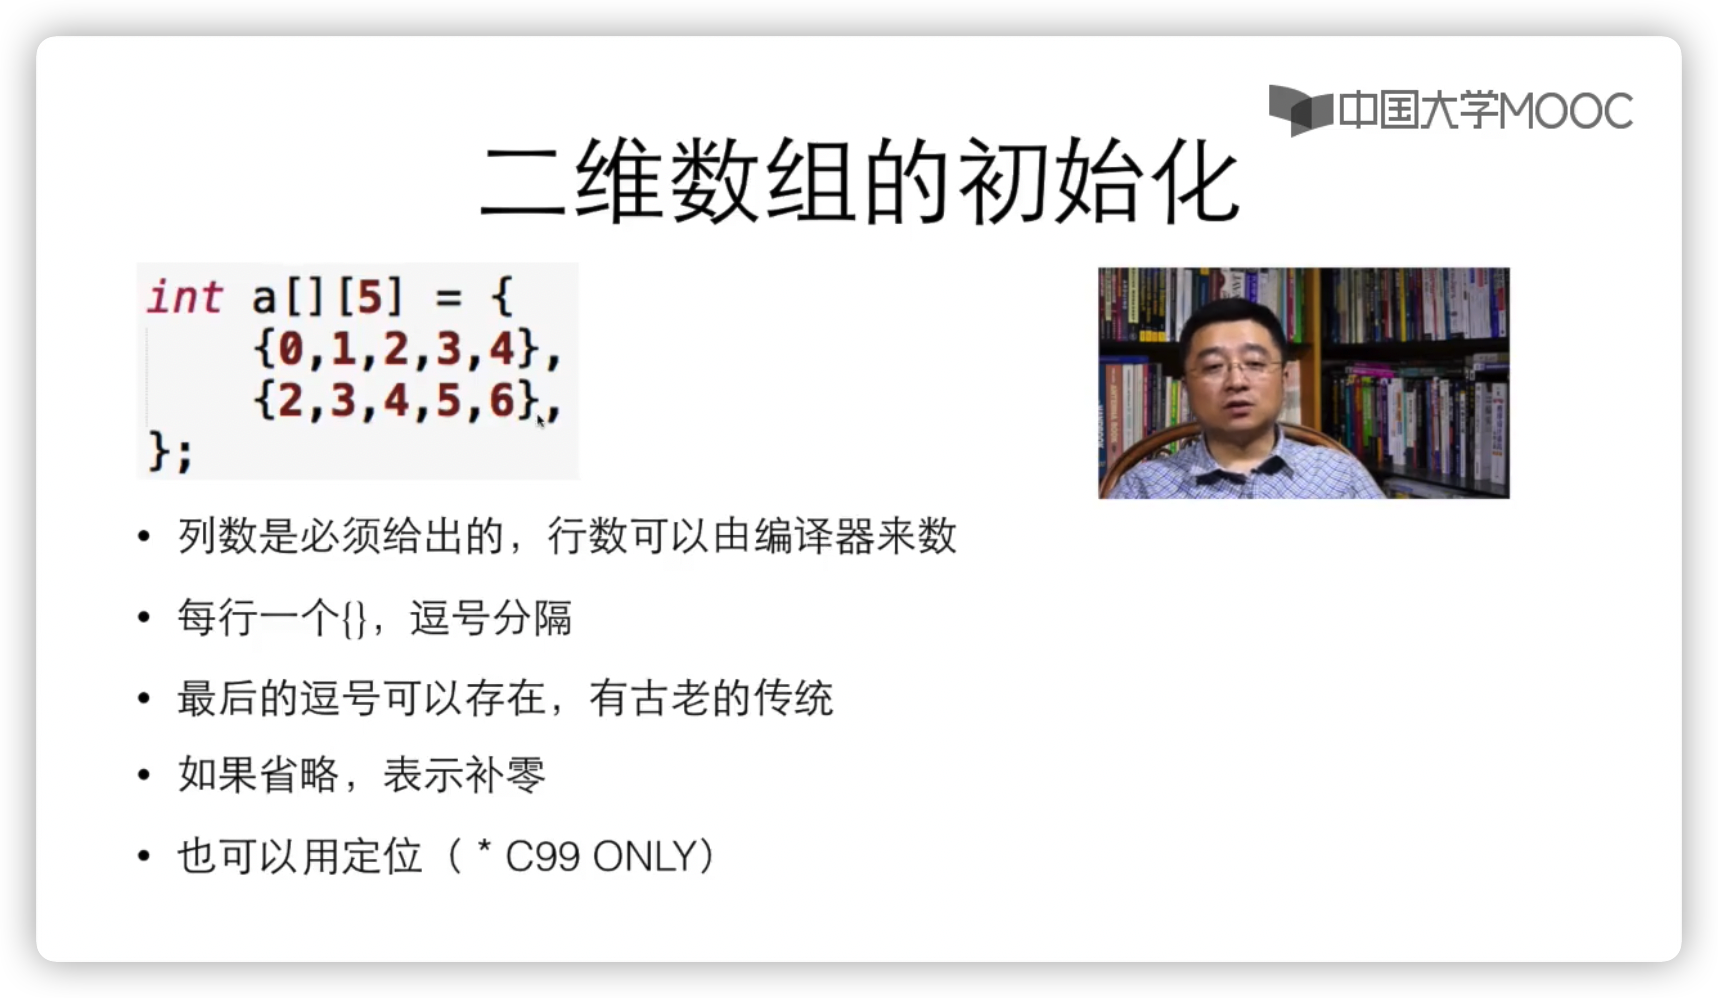 中国大学MOOC
二维数组的初始化
int a[][5] = {
{0,1,2,3,4},
{2,3,4,5,6},
};
• 列数是必须给出的，行数可以由编译器来数
• 每行一个{}，逗号分隔
• 最后的逗号可以存在，有古老的传统
• 如果省略，表示补零
• 也可以用定位（ * C99 ONLY）